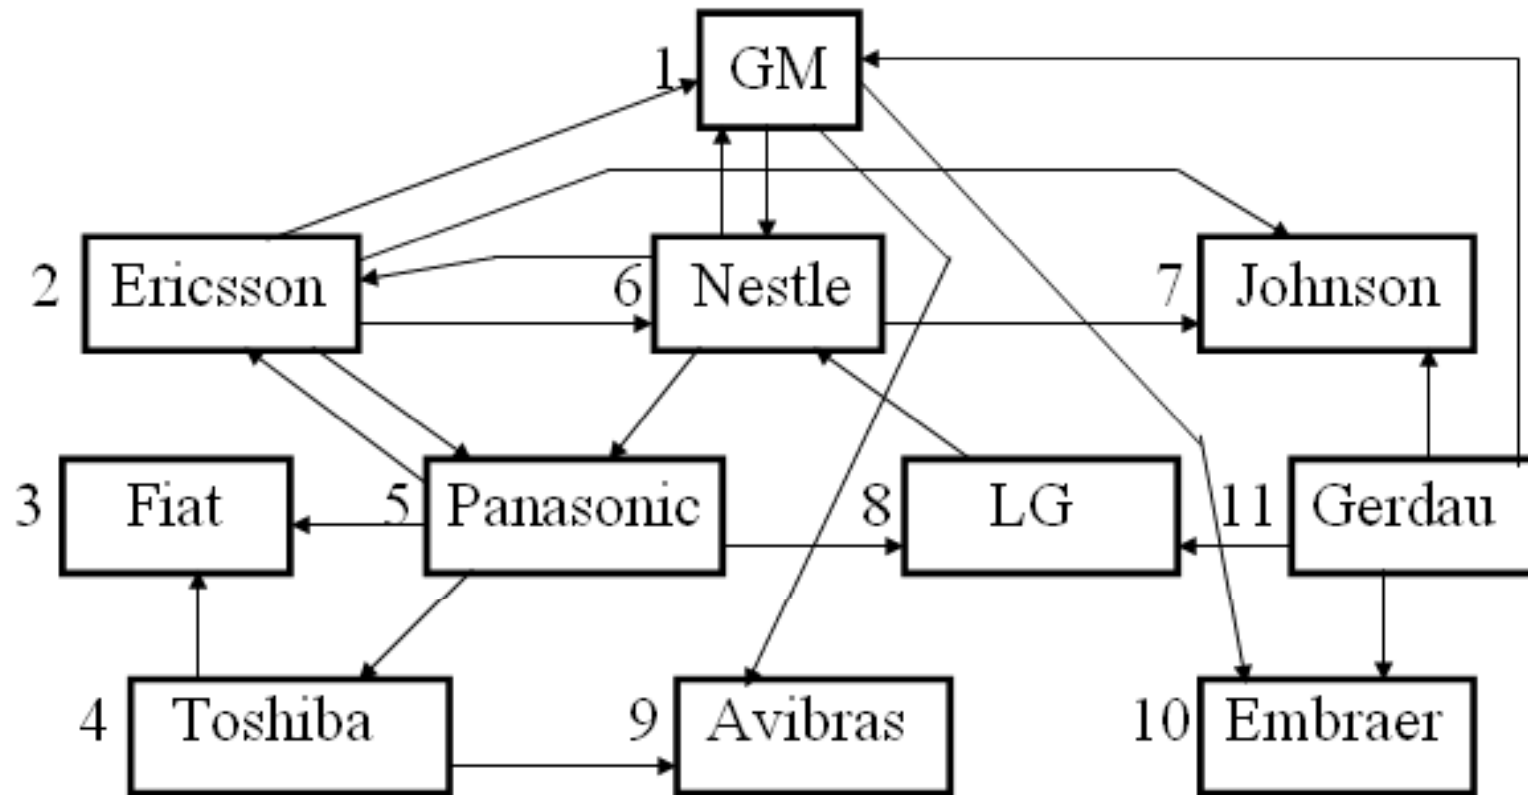 1 GM
2 Ericsson 6 Nestle 7 Johnson
3 Fiat 5 Panasonic 8 LG 11 Gerdau
4 Toshiba 9 Avibras 10 Embraer